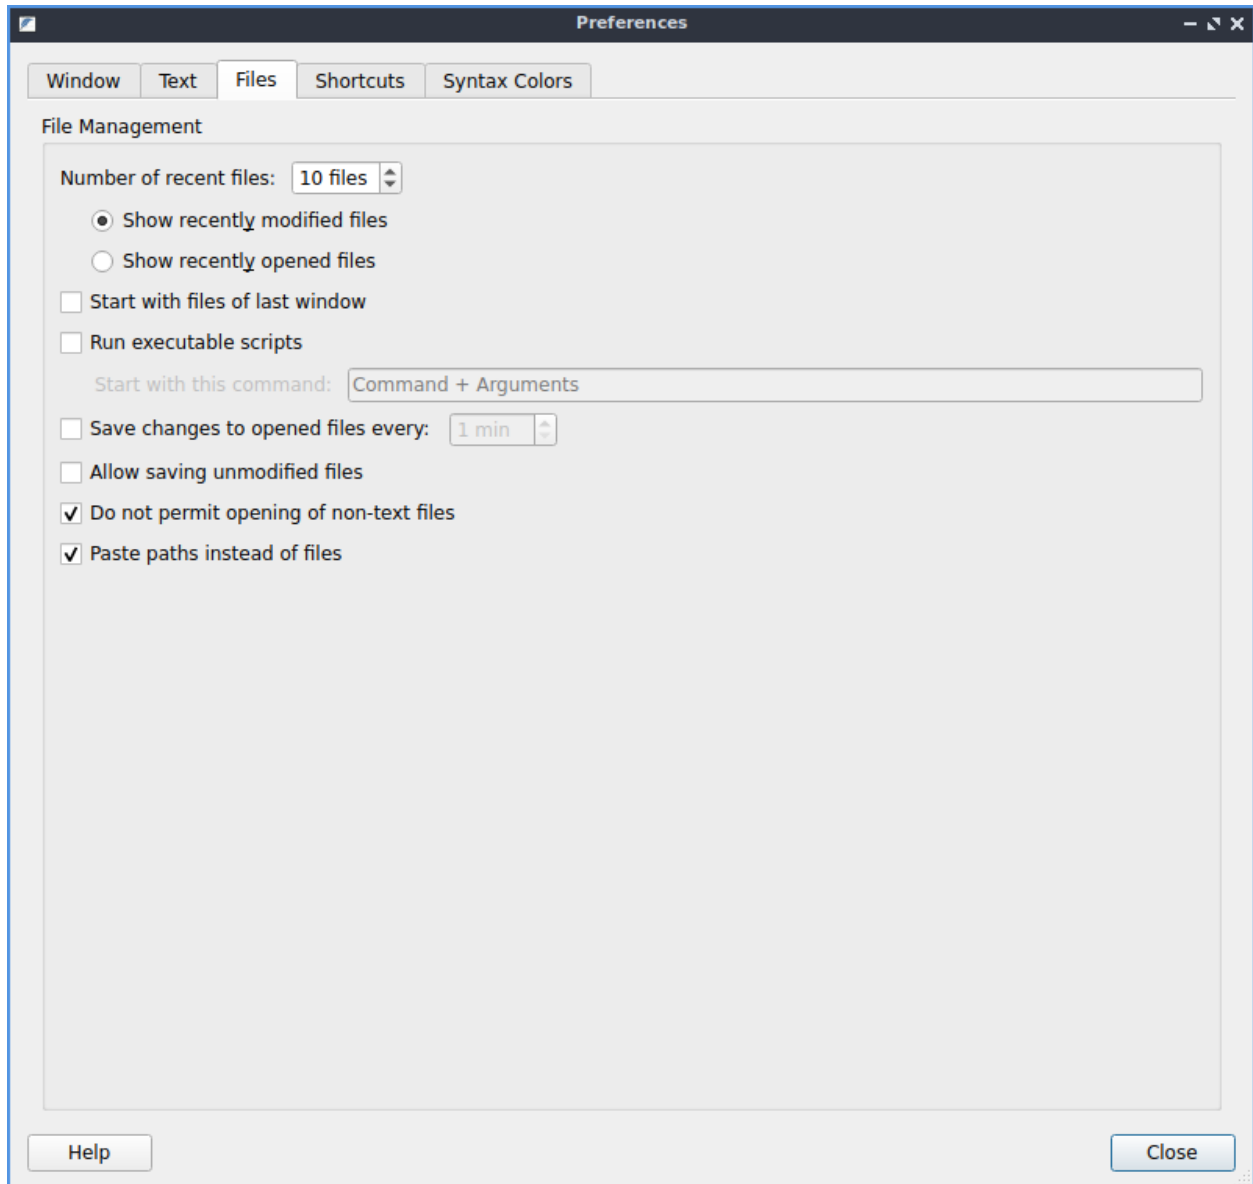 Preferences
Window Text Files Shortcuts Syntax Colors
File Management
Number of recent files: 10 files
Show recently modified files
Show recently opened files
Start with files of last window
Run executable scripts
Start with this command: Command + Arguments
Save changes to opened files every: 1 min
Allow saving unmodified files
Do not permit opening of non-text files
Paste paths instead of files
Help Close